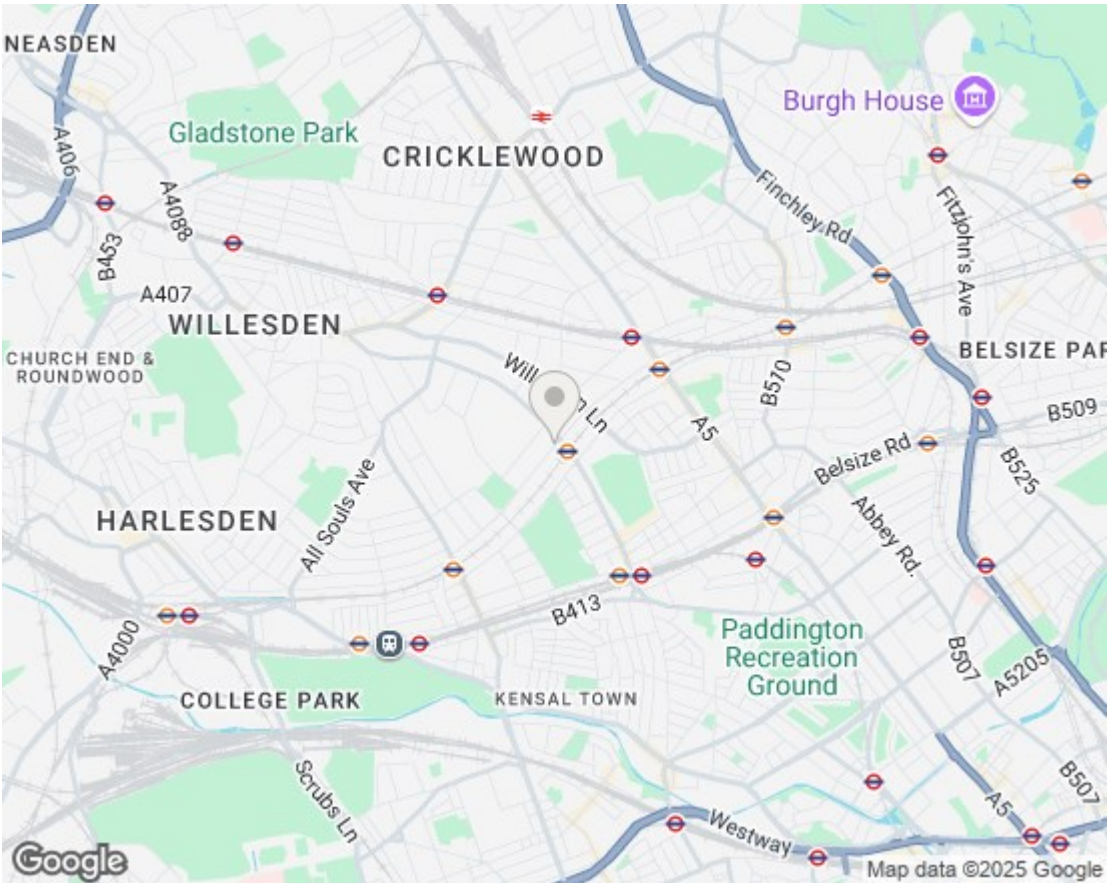 NEASDEN
Burgh House
Gladstone Park
CRICKLEWOOD
A406
A4088
Finchley Rd
Fitzjohn's Ave
B453
A407
WILLESDEN
CHURCH END &
ROUNDWOOD
BELSIZE PAR
B510
B509
A5
Belsize Rd
B525
All Souls Ave
HARLESDEN
Abbey Rd.
B413
A4000
Paddington
Recreation
Ground
B507
A5205
COLLEGE PARK
KENSAL TOWN
Scrubs Ln
Westway
A5
B507
Google
Map data ©2025 Google